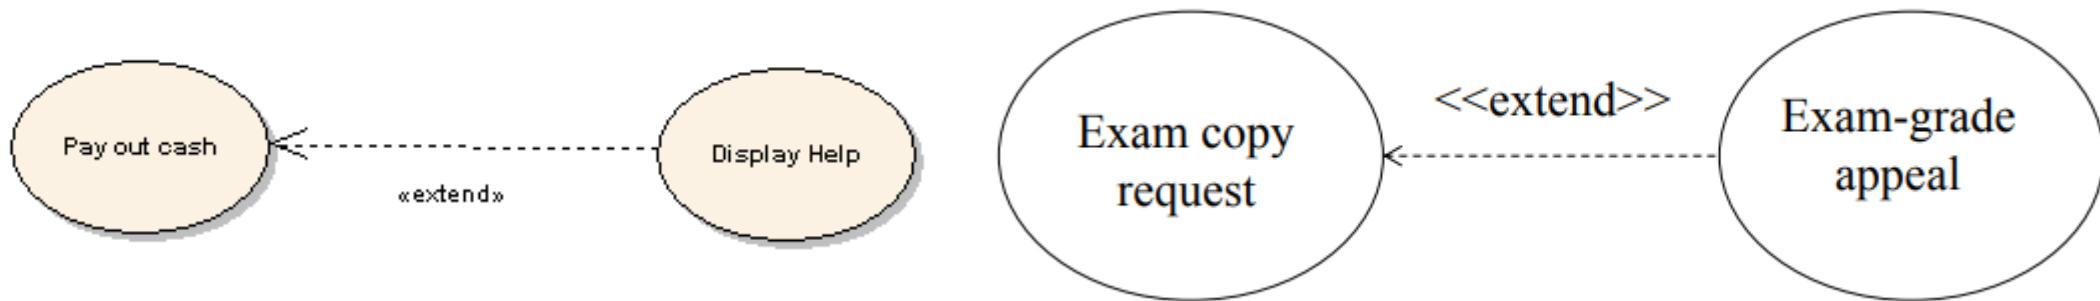 Pay out cash
«extend»
Display Help
Exam copy
request
<<extend>>
Exam-grade
appeal